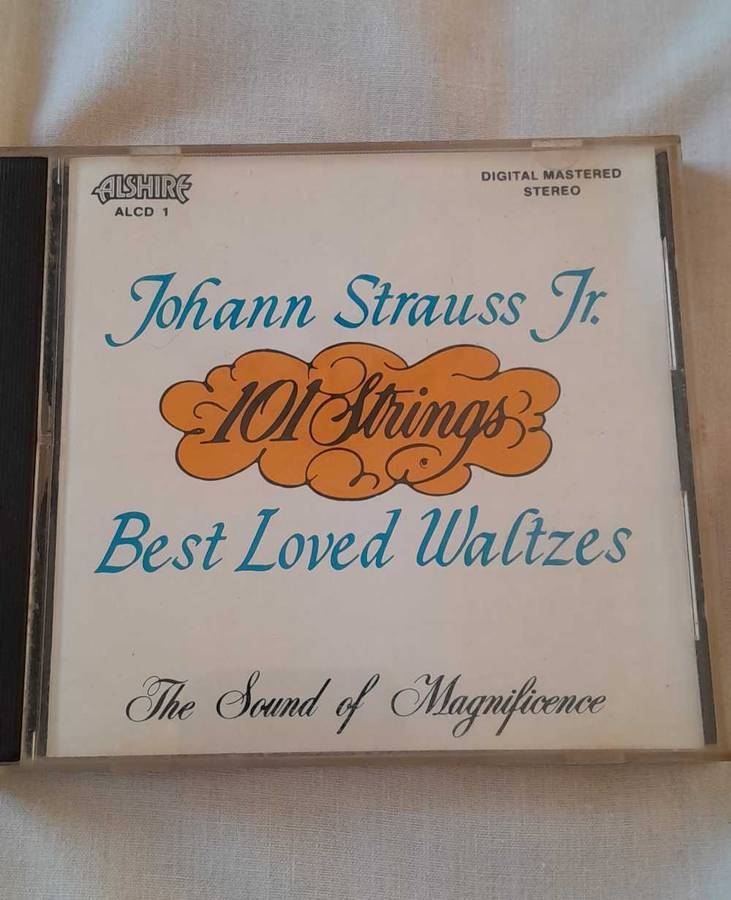 ALSHIRE
ALCD 1
DIGITAL MASTERED
STEREO
Johann Strauss Jr.
101 Strings
Best Loved Waltzes
The Sound of Magnificence